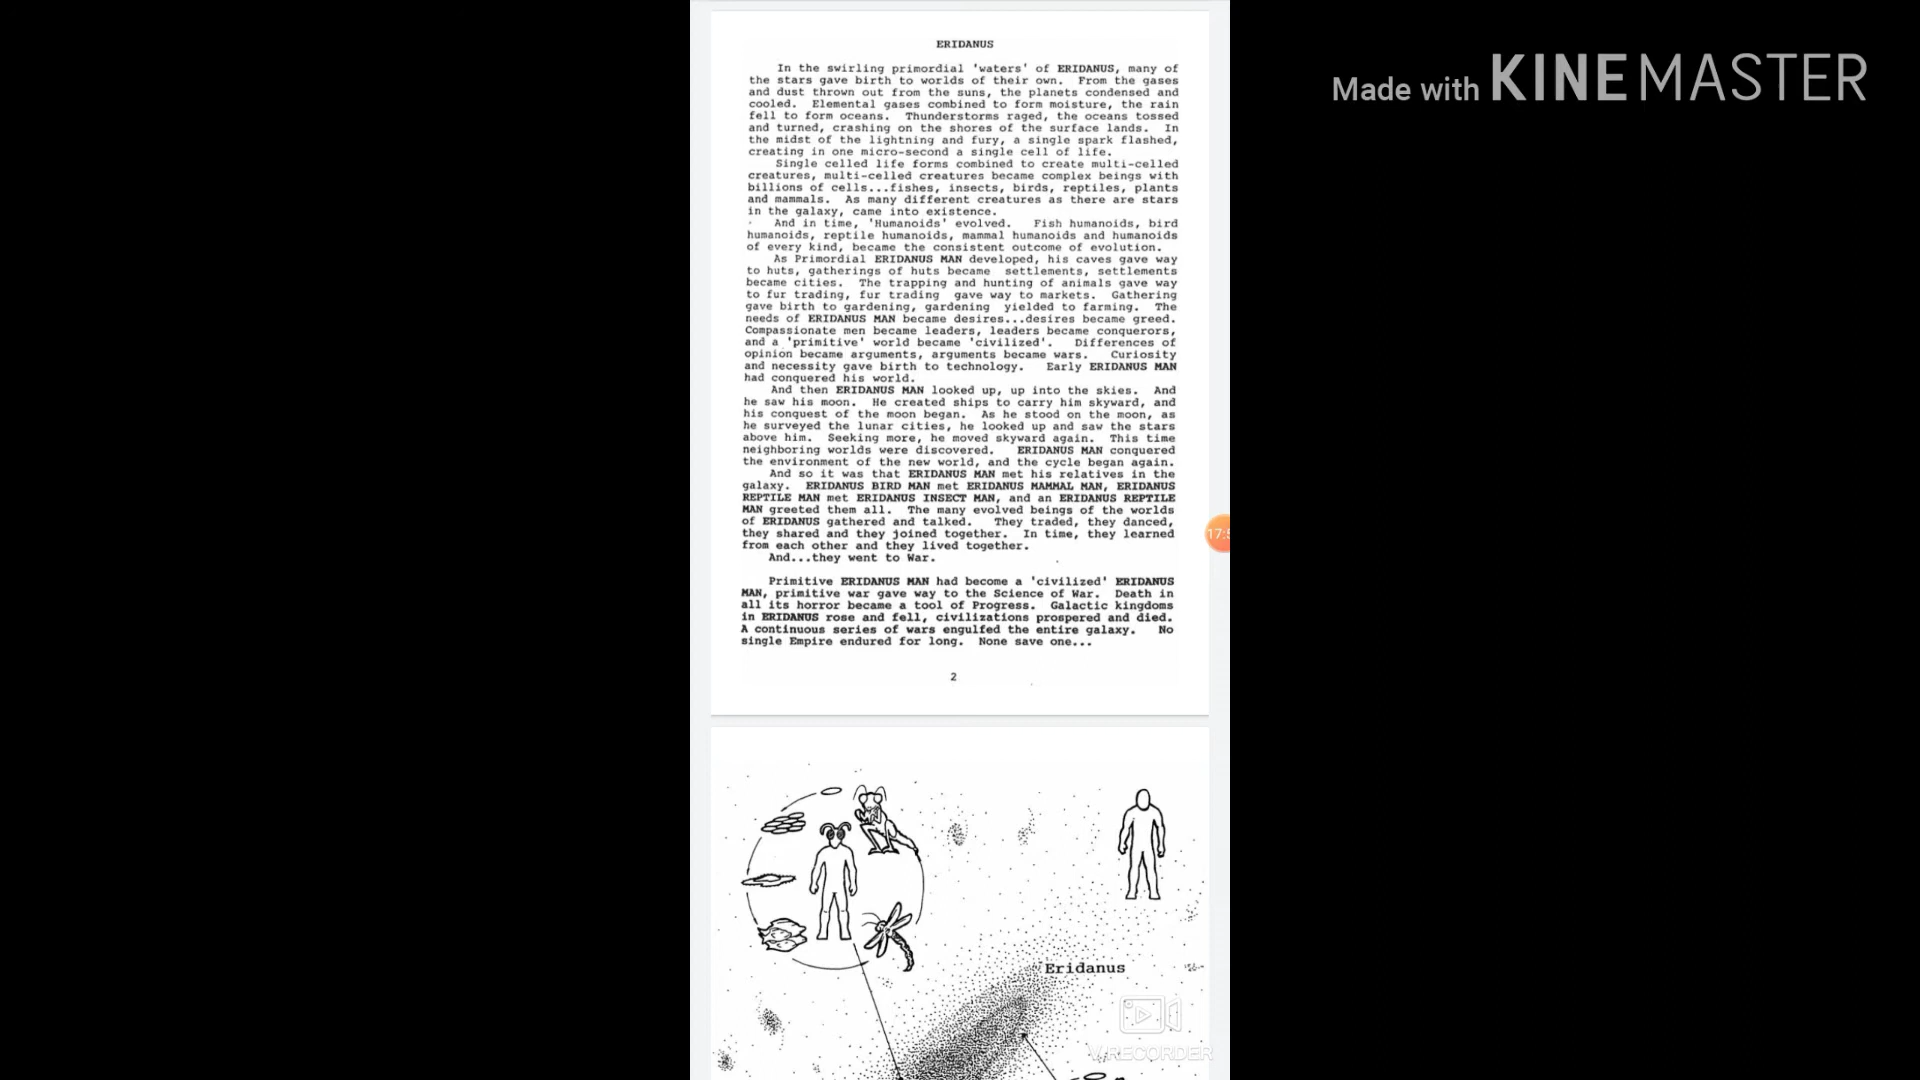 ERIDANUS
In the swirling primordial 'waters' of ERIDANUS, many of
the stars gave birth to worlds of their own. From the gases
and dust thrown out from the suns, the planets condensed and
cooled. Elemental gases combined to form moisture, the rain
fell to form oceans. Thunderstorms raged, the oceans tossed
and turned, crashing on the shores of the surface lands. In
the midst of the lightning and fury, a single spark flashed,
creating in one micro-second a single cell of life.
Single celled life forms combined to create multi-celled
creatures, multi-celled creatures became complex beings with
billions of cells...fishes, insects, birds, reptiles, plants
and mammals. As many different creatures as there are stars
in the galaxy, came into existence.
And in time, 'Humanoids' evolved. Fish humanoids, bird
humanoids, reptile humanoids, mammal humanoids and humanoids
of every kind, became the consistent outcome of evolution.
As Primordial ERIDANUS MAN developed, his caves gave way
to huts, gatherings of huts became settlements, settlements
became cities. The trapping and hunting of animals gave way
to fur trading, fur trading gave way to markets. Gathering
gave birth to gardening, gardening yielded to farming. The
needs of ERIDANUS MAN became desires...desires became greed.
Compassionate men became leaders, leaders became conquerors,
and a 'primitive' world became 'civilized'. Differences of
opinion became arguments, arguments became wars. Curiosity
and necessity gave birth to technology. Early ERIDANUS MAN
had conquered his world.
And then ERIDANUS MAN looked up, up into the skies. And
he saw his moon. He created ships to carry him skyward, and
his conquest of the moon began. As he stood on the moon, as
he surveyed the lunar cities, he looked up and saw the stars
above him. Seeking more, he moved skyward again. This time
neighboring worlds were discovered. ERIDANUS MAN conquered
the environment of the new world, and the cycle began again.
And so it was that ERIDANUS MAN met his relatives in the
galaxy. ERIDANUS BIRD MAN met ERIDANUS MAMMAL MAN, ERIDANUS
REPTILE MAN met ERIDANUS INSECT MAN, and an ERIDANUS REPTILE
MAN greeted them all. The many evolved beings of the worlds
of ERIDANUS gathered and talked. They traded, they danced,
they shared and they joined together. In time, they learned
from each other and they lived together.
And...they went to War.
Primitive ERIDANUS MAN had become a 'civilized' ERIDANUS
MAN, primitive war gave way to the Science of War. Death in
all its horror became a tool of Progress. Galactic kingdoms
in ERIDANUS rose and fell, civilizations prospered and died.
A continuous series of wars engulfed the entire galaxy. No
single Empire endured for long. None save one...
2
Eridanus
V RECORDER
Made with KINEMASTER